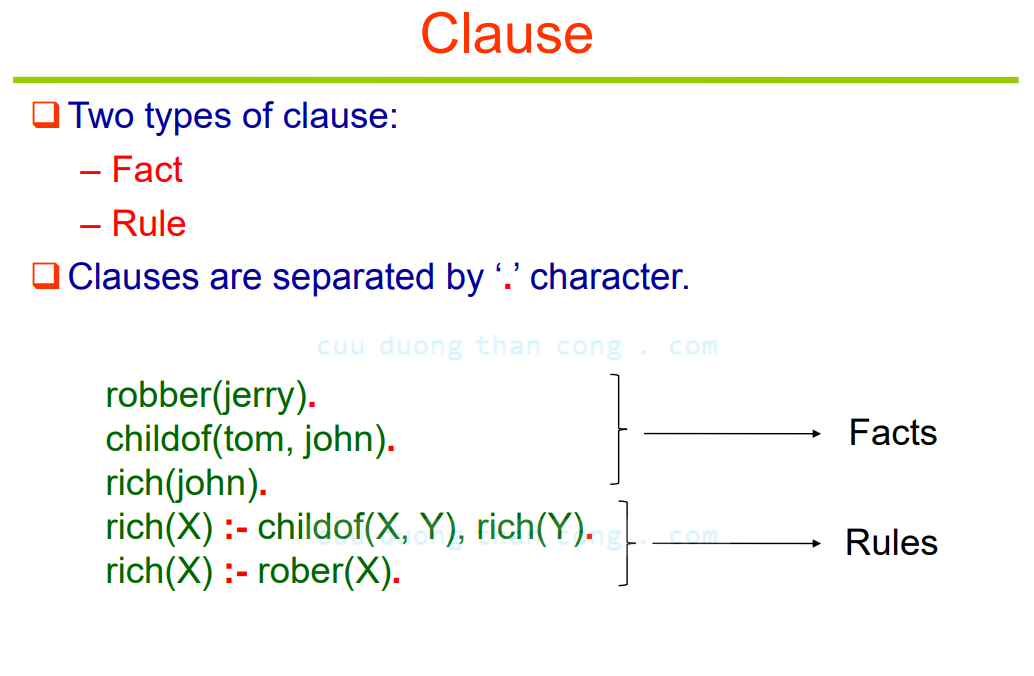 Clause
Two types of clause:
– Fact
– Rule
Clauses are separated by ‘.’ character.
cuu duong than cong . com
robber(jerry).
childof(tom, john).
rich(john).
Facts
rich(X) :- childof(X, Y), rich(Y).
cuu duong than cong . com
rich(X) :- rober(X).
Rules